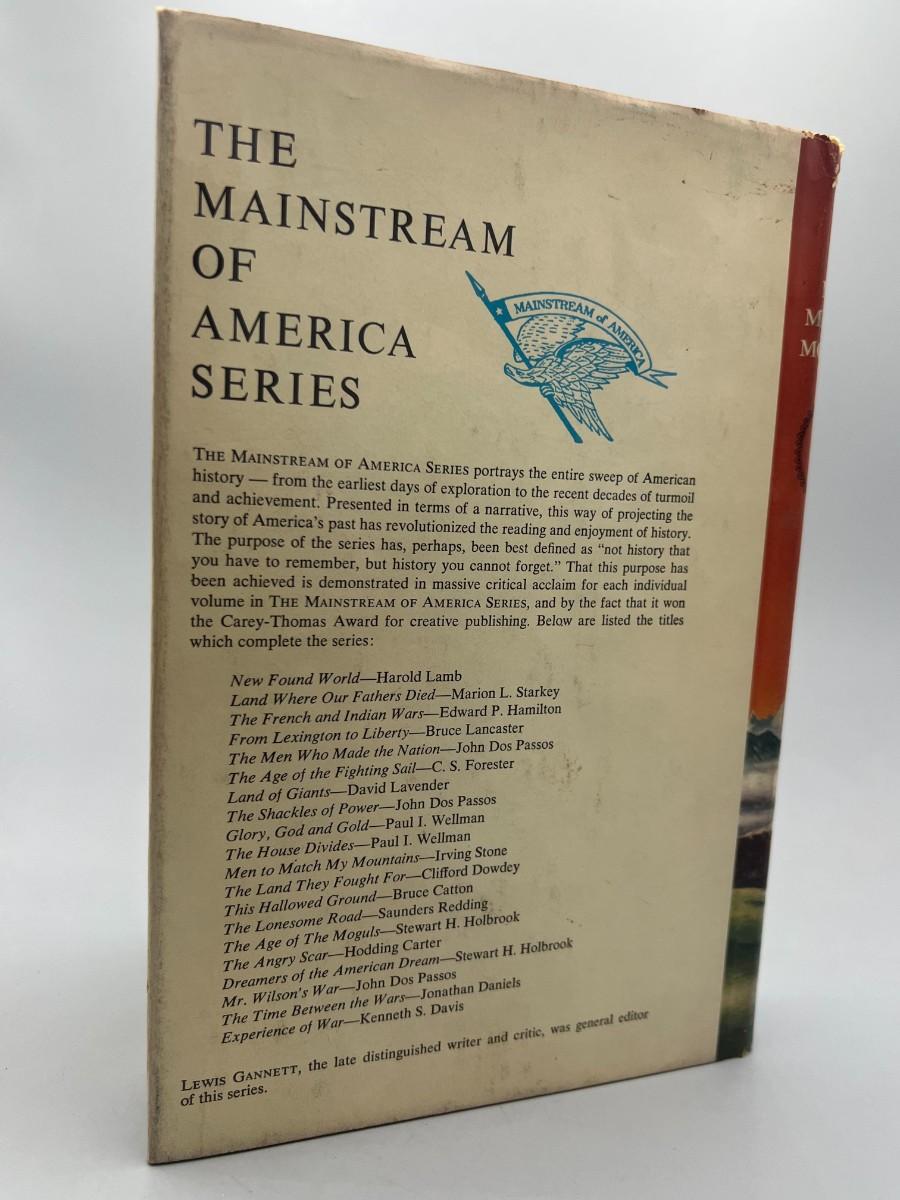 THE
MAINSTREAM
OF
AMERICA
SERIES
MAINSTREAM of AMERICA
THE MAINSTREAM OF AMERICA SERIES portrays the entire sweep of American
history — from the earliest days of exploration to the recent decades of turmoil
and achievement. Presented in terms of a narrative, this way of projecting the
story of America's past has revolutionized the reading and enjoyment of history.
The purpose of the series has, perhaps, been best defined as "not history that
you have to remember, but history you cannot forget." That this purpose has
been achieved is demonstrated in massive critical acclaim for each individual
volume in THE MAINSTREAM OF AMERICA SERIES, and by the fact that it won
the Carey-Thomas Award for creative publishing. Below are listed the titles
which complete the series:
New Found World—Harold Lamb
Land Where Our Fathers Died—Marion L. Starkey
The French and Indian Wars—Edward P. Hamilton
From Lexington to Liberty—Bruce Lancaster
The Men Who Made the Nation—John Dos Passos
The Age of the Fighting Sail—C. S. Forester
Land of Giants—David Lavender
The Shackles of Power—John Dos Passos
Glory, God and Gold—Paul I. Wellman
The House Divides—Paul I. Wellman
Men to Match My Mountains—Irving Stone
The Land They Fought For—Clifford Dowdey
This Hallowed Ground—Bruce Catton
The Lonesome Road—Saunders Redding
The Age of The Moguls—Stewart H. Holbrook
The Angry Scar—Hodding Carter
Dreamers of the American Dream—Stewart H. Holbrook
Mr. Wilson's War—John Dos Passos
The Time Between the Wars—Jonathan Daniels
Experience of War—Kenneth S. Davis
LEWIS GANNETT, the late distinguished writer and critic, was general editor
of this series.